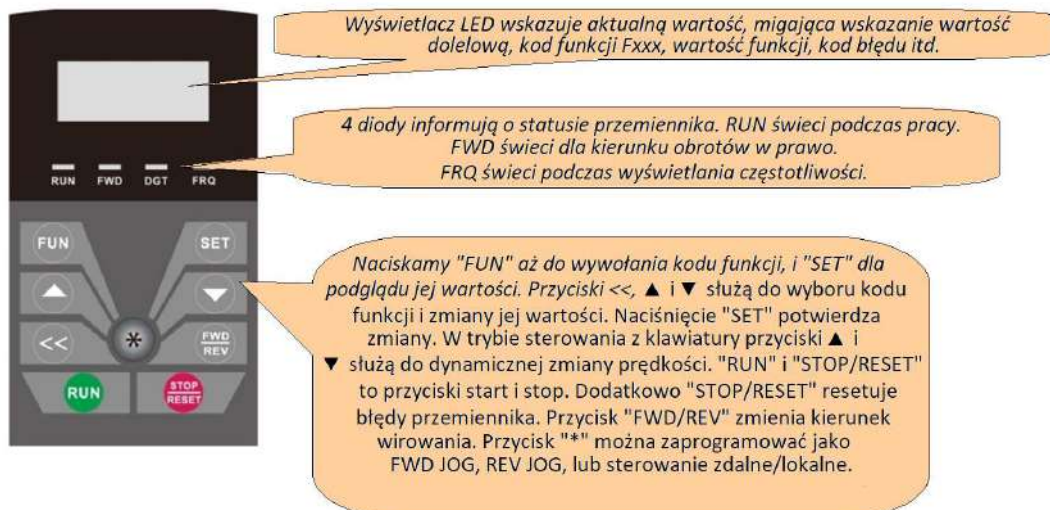 Wyświetlacz LED wskazuje aktualną wartość, migająca wskazanie wartość
dolelową, kod funkcji Fxxx, wartość funkcji, kod błędu itd.
4 diody informują o statusie przemiennika. RUN świeci podczas pracy.
FWD świeci dla kierunku obrotów w prawo.
FRQ świeci podczas wyświetlania częstotliwości.
RUN FWD DGT FRQ
FUN SET
▲ ▼
<< * FWD/REV
RUN STOP/RESET
Naciskamy "FUN" aż do wywołania kodu funkcji, i "SET" dla
podglądu jej wartości. Przyciski <<, ▲ i ▼ służą do wyboru kodu
funkcji i zmiany jej wartości. Naciśnięcie "SET" potwierdza
zmiany. W trybie sterowania z klawiatury przyciski ▲ i
▼ służą do dynamicznej zmiany prędkości. "RUN" i "STOP/RESET"
to przyciski start i stop. Dodatkowo "STOP/RESET" resetuje
błędy przemiennika. Przycisk "FWD/REV" zmienia kierunek
wirowania. Przycisk "*" można zaprogramować jako
FWD JOG, REV JOG, lub sterowanie zdalne/lokalne.